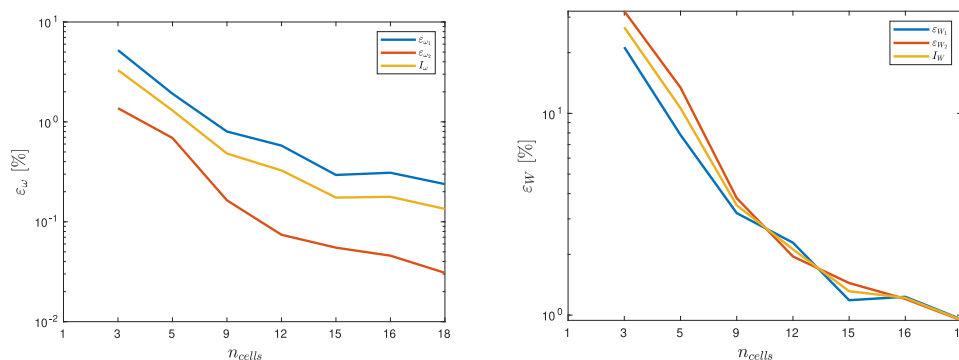 10^1
10^0
10^-1
10^-2
ε_ω [%]
1 3 5 9 12 15 16 18
n_cells
ε_ω1
ε_ω2
I_ω
10^1
10^0
ε_W [%]
1 3 5 9 12 15 16 1
n_cells
ε_W1
ε_W2
I_W